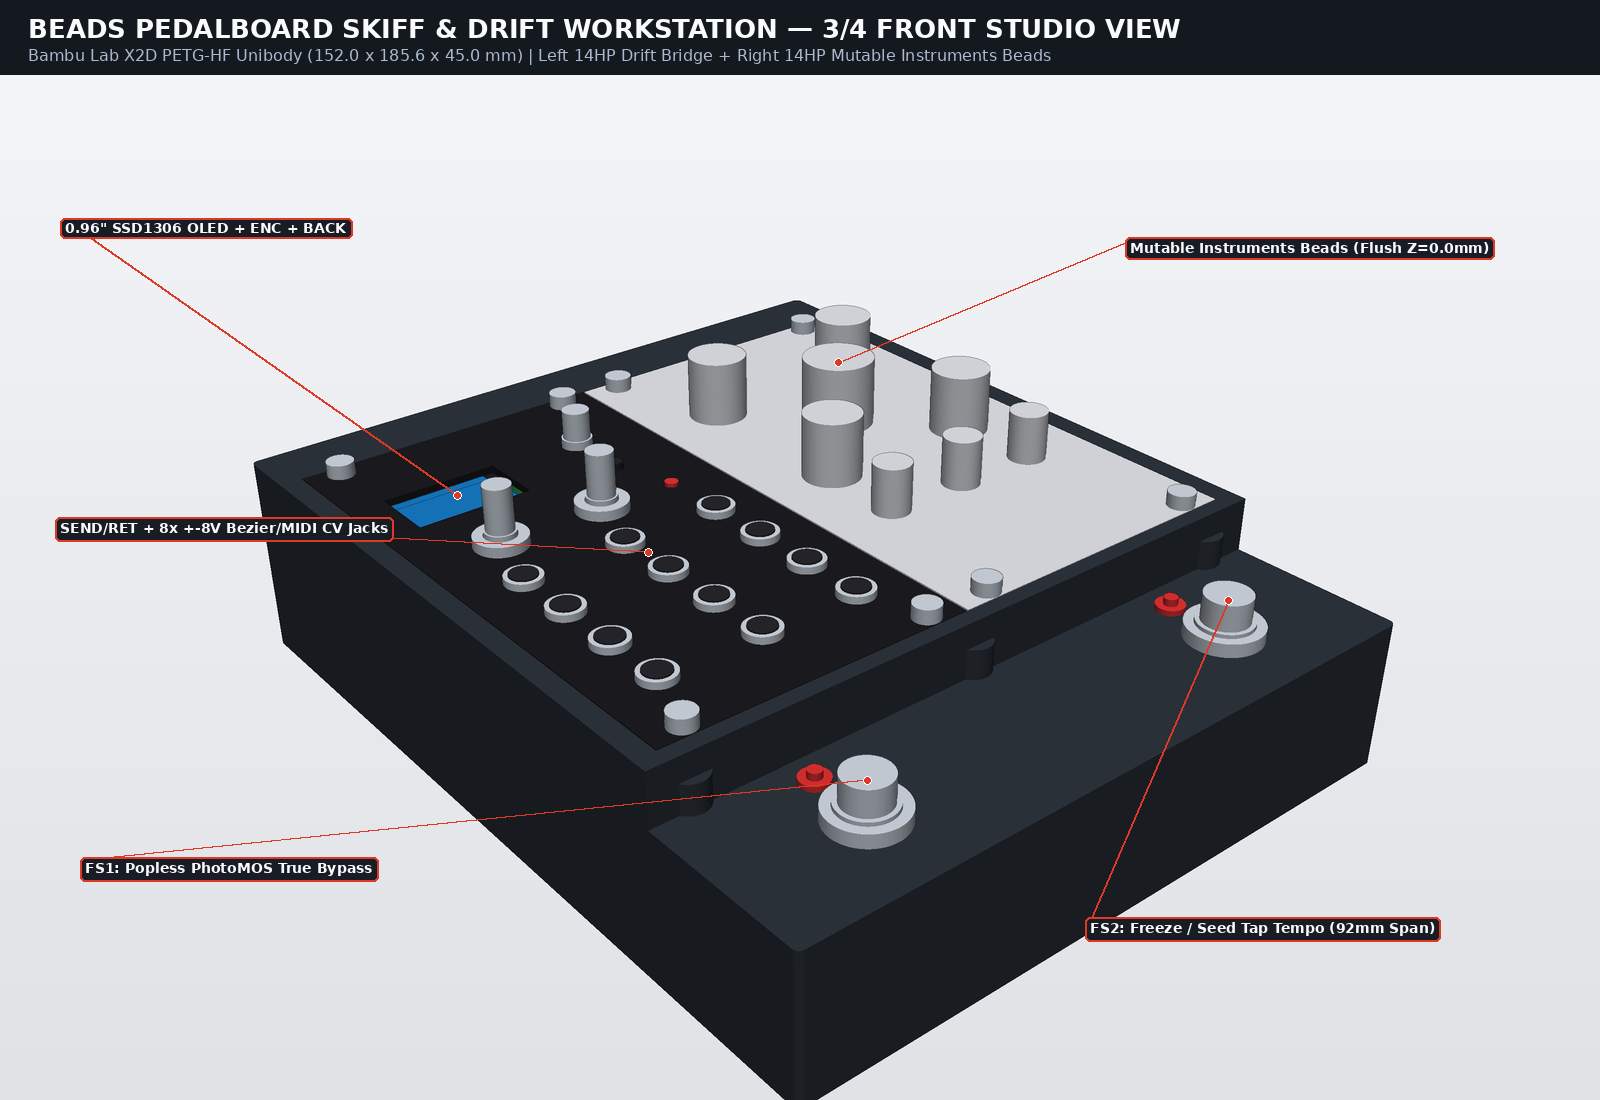 BEADS PEDALBOARD SKIFF & DRIFT WORKSTATION — 3/4 FRONT STUDIO VIEW
Bambu Lab X2D PETG-HF Unibody (152.0 x 185.6 x 45.0 mm) | Left 14HP Drift Bridge + Right 14HP Mutable Instruments Beads
0.96" SSD1306 OLED + ENC + BACK
Mutable Instruments Beads (Flush Z=0.0mm)
SEND/RET + 8x +-8V Bezier/MIDI CV Jacks
FS1: Popless PhotoMOS True Bypass
FS2: Freeze / Seed Tap Tempo (92mm Span)